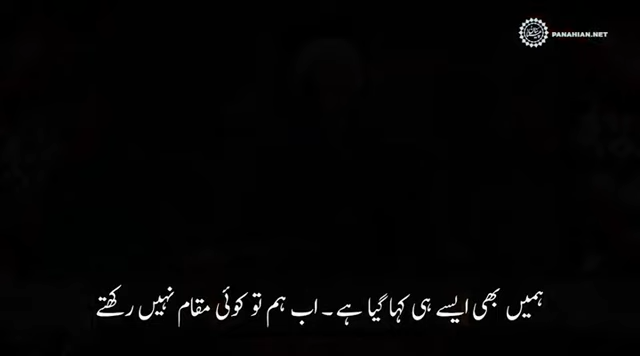 PANAHIAN.NET
ہمیں بھی ایسے ہی کہا گیا ہے ۔ اب ہم تو کوئی مقام نہیں رکھتے